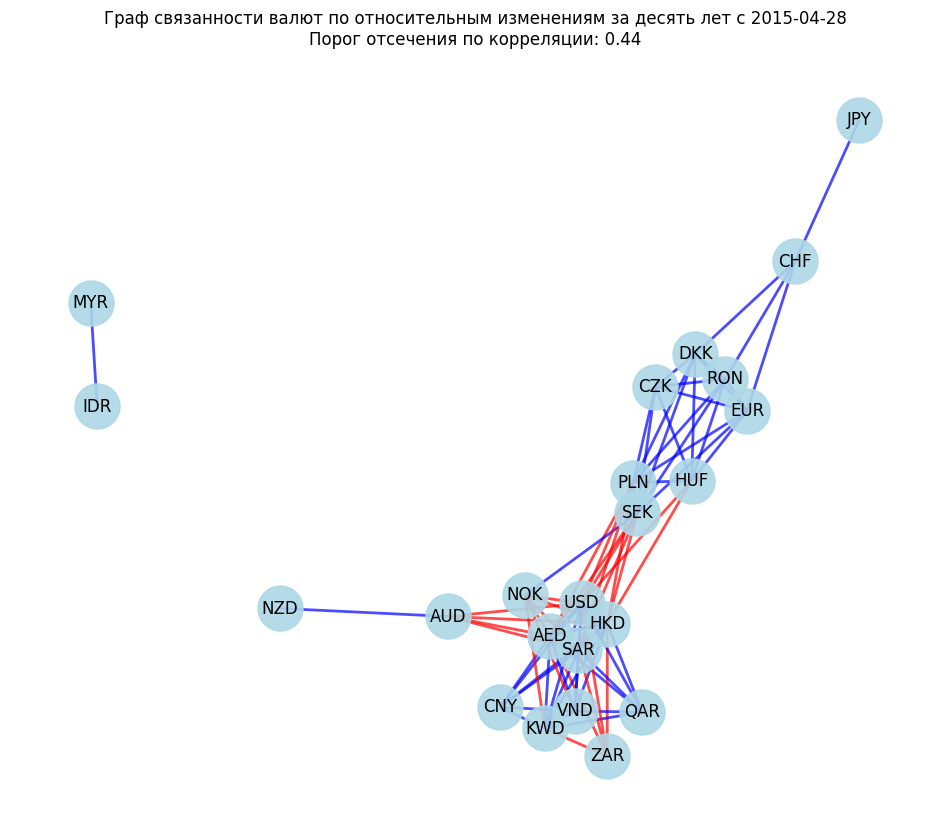 Граф связанности валют по относительным изменениям за десять лет с 2015-04-28
Порог отсечения по корреляции: 0.44
JPY
CHF
MYR
DKK
RON
CZK
IDR
EUR
PLN
HUF
SEK
NOK
USD
NZD
AUD
HKD
AED
SAR
CNY
VND
QAR
KWD
ZAR